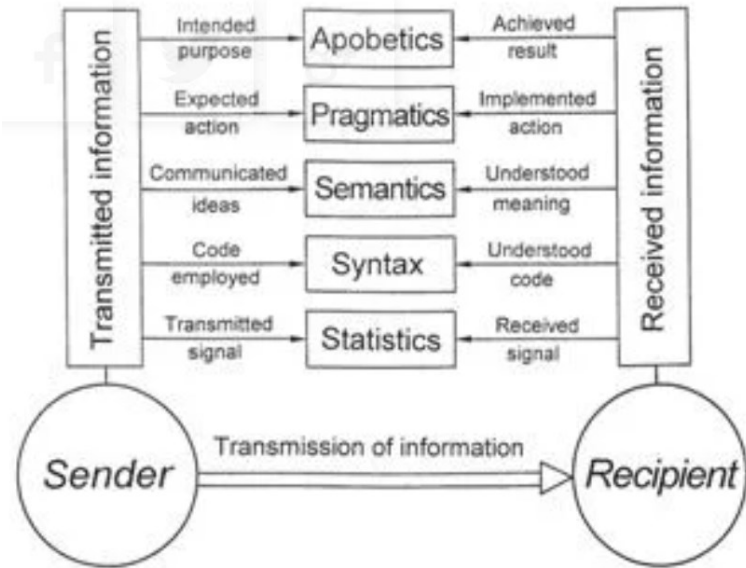 Transmitted information
Intended
purpose
Apobetics
Achieved
result
Expected
action
Pragmatics
Implemented
action
Communicated
ideas
Semantics
Understood
meaning
Code
employed
Syntax
Understood
code
Transmitted
signal
Statistics
Received
signal
Received information
Transmission of information
Sender
Recipient